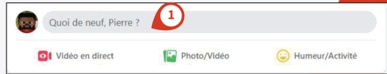 Quoi de neuf, Pierre ?
1
Vidéo en direct
Photo/Vidéo
Humeur/Activité